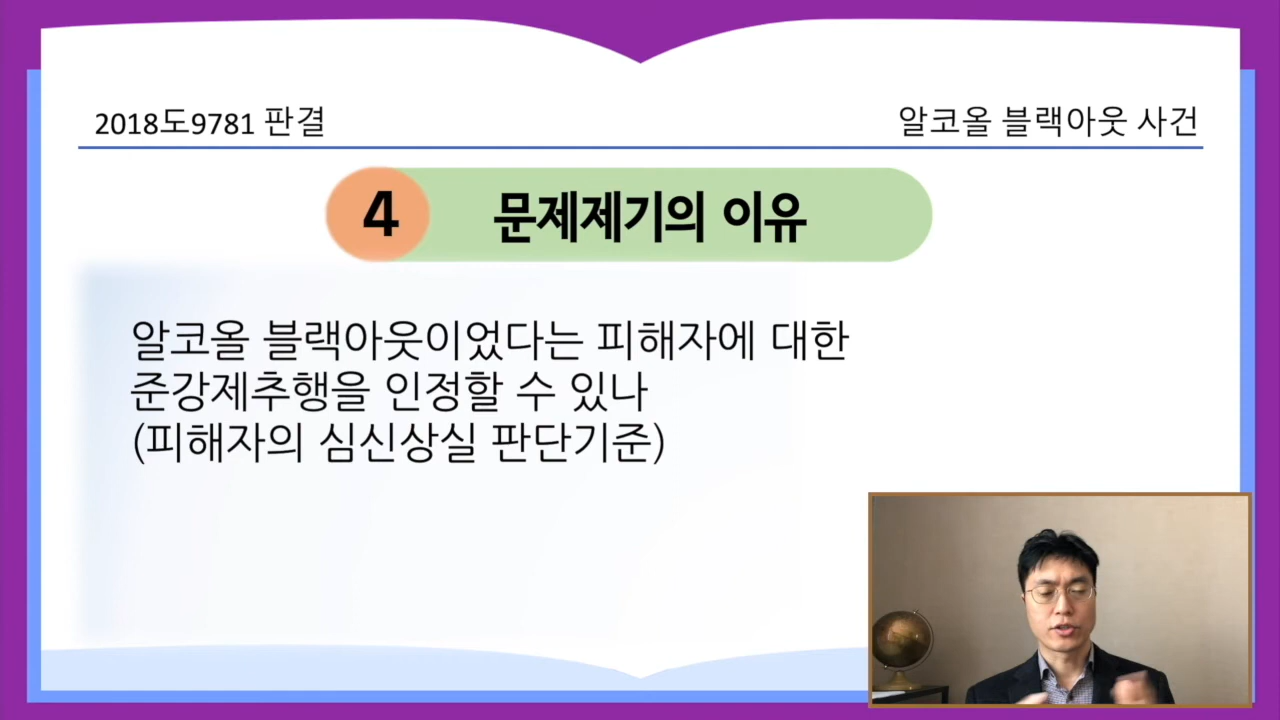 2018도9781 판결
알코올 블랙아웃 사건
4 문제제기의 이유
알코올 블랙아웃이었다는 피해자에 대한
준강제추행을 인정할 수 있나
(피해자의 심신상실 판단기준)